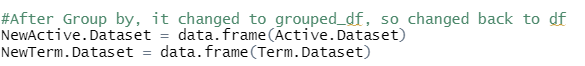 #After Group by, it changed to grouped_df, so changed back to df
NewActive.Dataset = data.frame(Active.Dataset)
NewTerm.Dataset = data.frame(Term.Dataset)